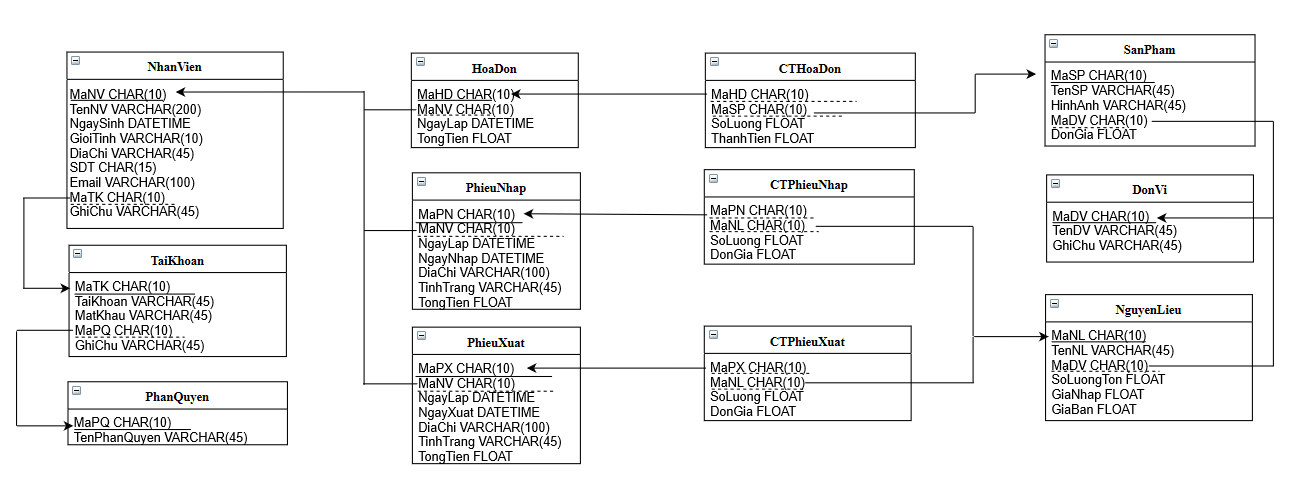 NhanVien
MaNV CHAR(10)
TenNV VARCHAR(200)
NgaySinh DATETIME
GioiTinh VARCHAR(10)
DiaChi VARCHAR(45)
SDT CHAR(15)
Email VARCHAR(100)
MaTK CHAR(10)
GhiChu VARCHAR(45)
TaiKhoan
MaTK CHAR(10)
TaiKhoan VARCHAR(45)
MatKhau VARCHAR(45)
MaPQ CHAR(10)
GhiChu VARCHAR(45)
PhanQuyen
MaPQ CHAR(10)
TenPhanQuyen VARCHAR(45)
HoaDon
MaHD CHAR(10)
MaNV CHAR(10)
NgayLap DATETIME
TongTien FLOAT
PhieuNhap
MaPN CHAR(10)
MaNV CHAR(10)
NgayLap DATETIME
NgayNhap DATETIME
DiaChi VARCHAR(100)
TinhTrang VARCHAR(45)
TongTien FLOAT
PhieuXuat
MaPX CHAR(10)
MaNV CHAR(10)
NgayLap DATETIME
NgayXuat DATETIME
DiaChi VARCHAR(100)
TinhTrang VARCHAR(45)
TongTien FLOAT
CTHoaDon
MaHD CHAR(10)
MaSP CHAR(10)
SoLuong FLOAT
ThanhTien FLOAT
CTPhieuNhap
MaPN CHAR(10)
MaNL CHAR(10)
SoLuong FLOAT
DonGia FLOAT
CTPhieuXuat
MaPX CHAR(10)
MaNL CHAR(10)
SoLuong FLOAT
DonGia FLOAT
SanPham
MaSP CHAR(10)
TenSP VARCHAR(45)
HinhAnh VARCHAR(45)
MaDV CHAR(10)
DonGia FLOAT
DonVi
MaDV CHAR(10)
TenDV VARCHAR(45)
GhiChu VARCHAR(45)
NguyenLieu
MaNL CHAR(10)
TenNL VARCHAR(45)
MaDV CHAR(10)
SoLuongTon FLOAT
GiaNhap FLOAT
GiaBan FLOAT